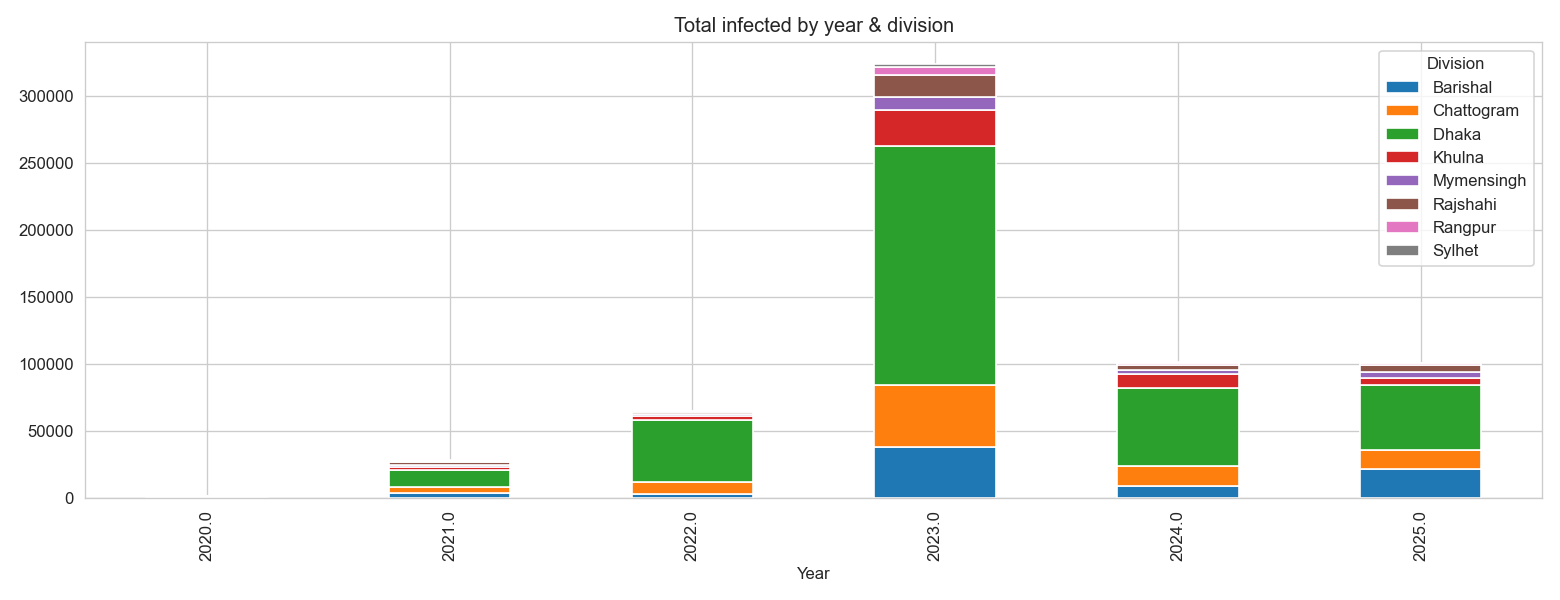 Total infected by year & division
300000
250000
200000
150000
100000
50000
0
Division
Barishal
Chattogram
Dhaka
Khulna
Mymensingh
Rajshahi
Rangpur
Sylhet
2020.0
2021.0
2022.0
2023.0
2024.0
2025.0
Year